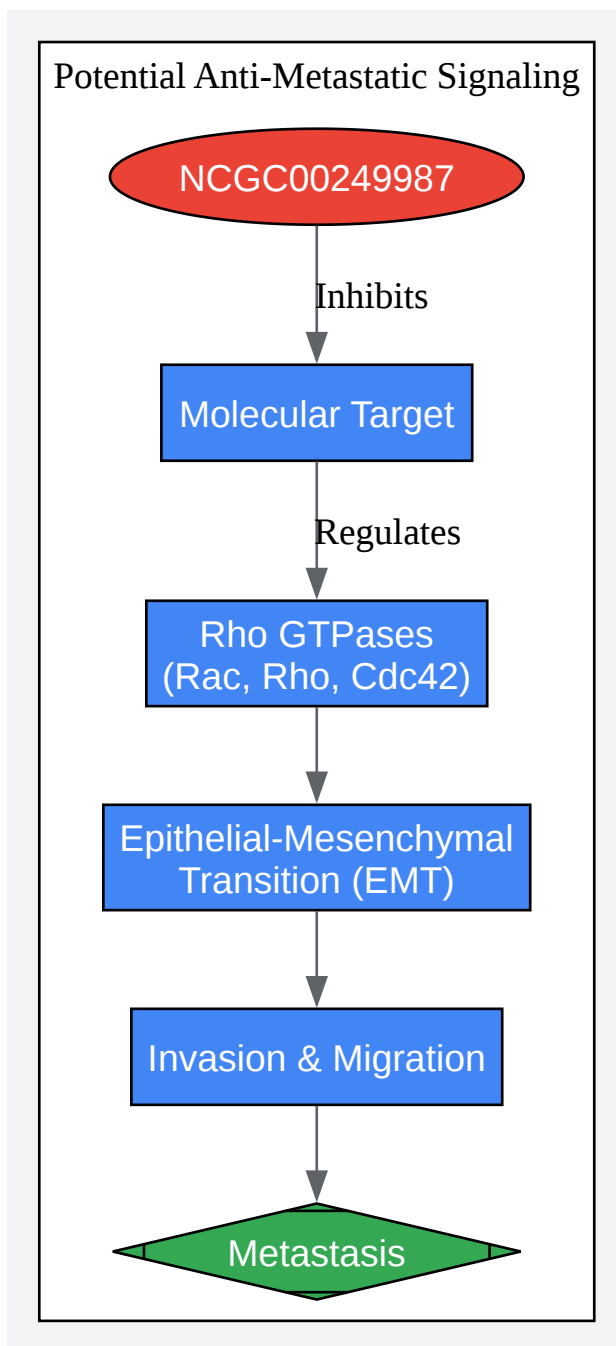 Potential Anti-Metastatic Signaling
NCGC00249987
Inhibits
Molecular Target
Regulates
Rho GTPases
(Rac, Rho, Cdc42)
Epithelial-Mesenchymal
Transition (EMT)
Invasion & Migration
Metastasis